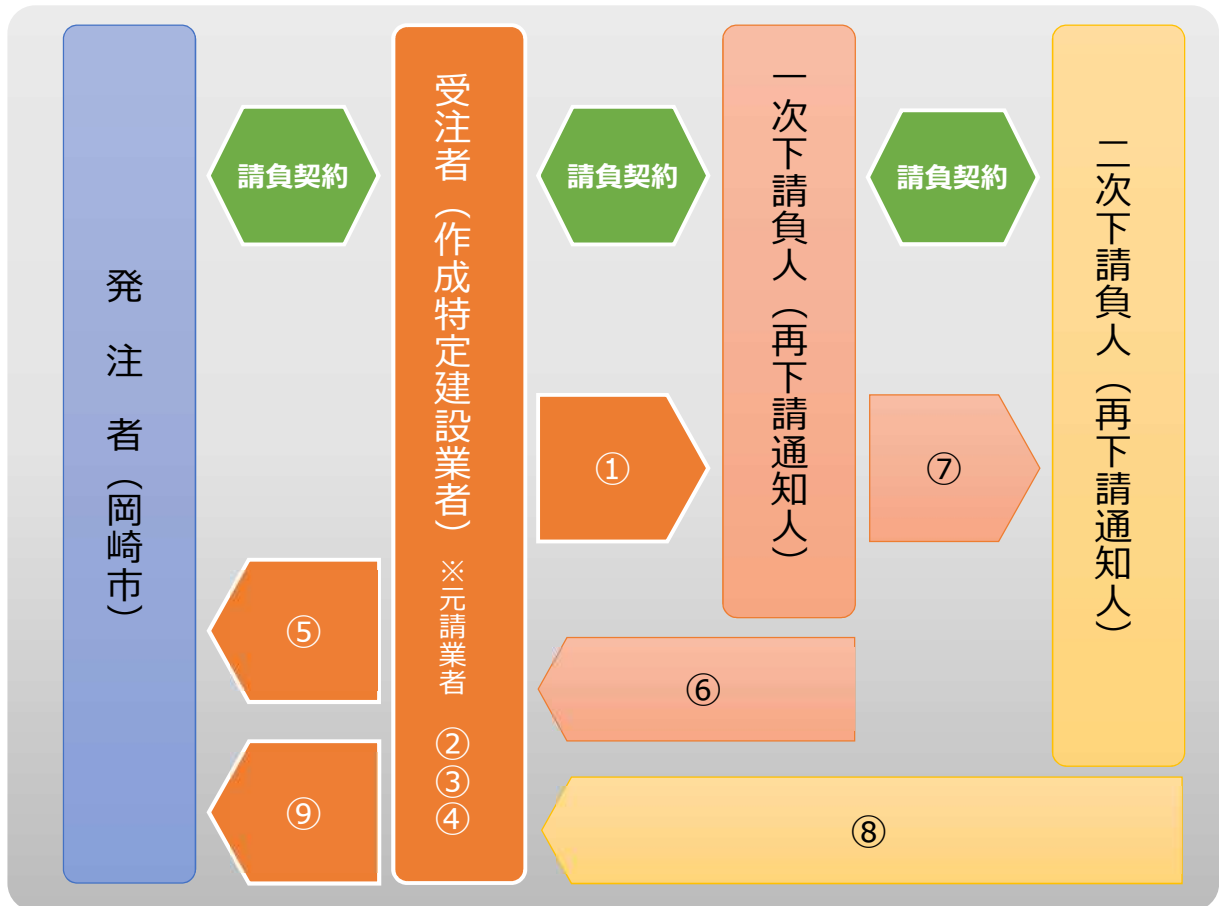 発注者（岡崎市）
請負契約
受注者（作成特定建設業者）※元請業者 ②
③
④
請負契約
一次下請負人（再下請通知人）
請負契約
二次下請負人（再下請通知人）
①
⑦
⑤
⑥
⑨
⑧